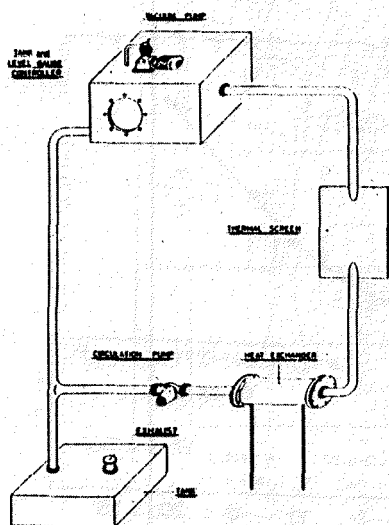 VACUUM PUMP
TANK AND
LEVEL GAUGE
CONTROLLER
THERMAL SCREEN
CIRCULATION PUMP
HEAT EXCHANGER
EXHAUST
TANK